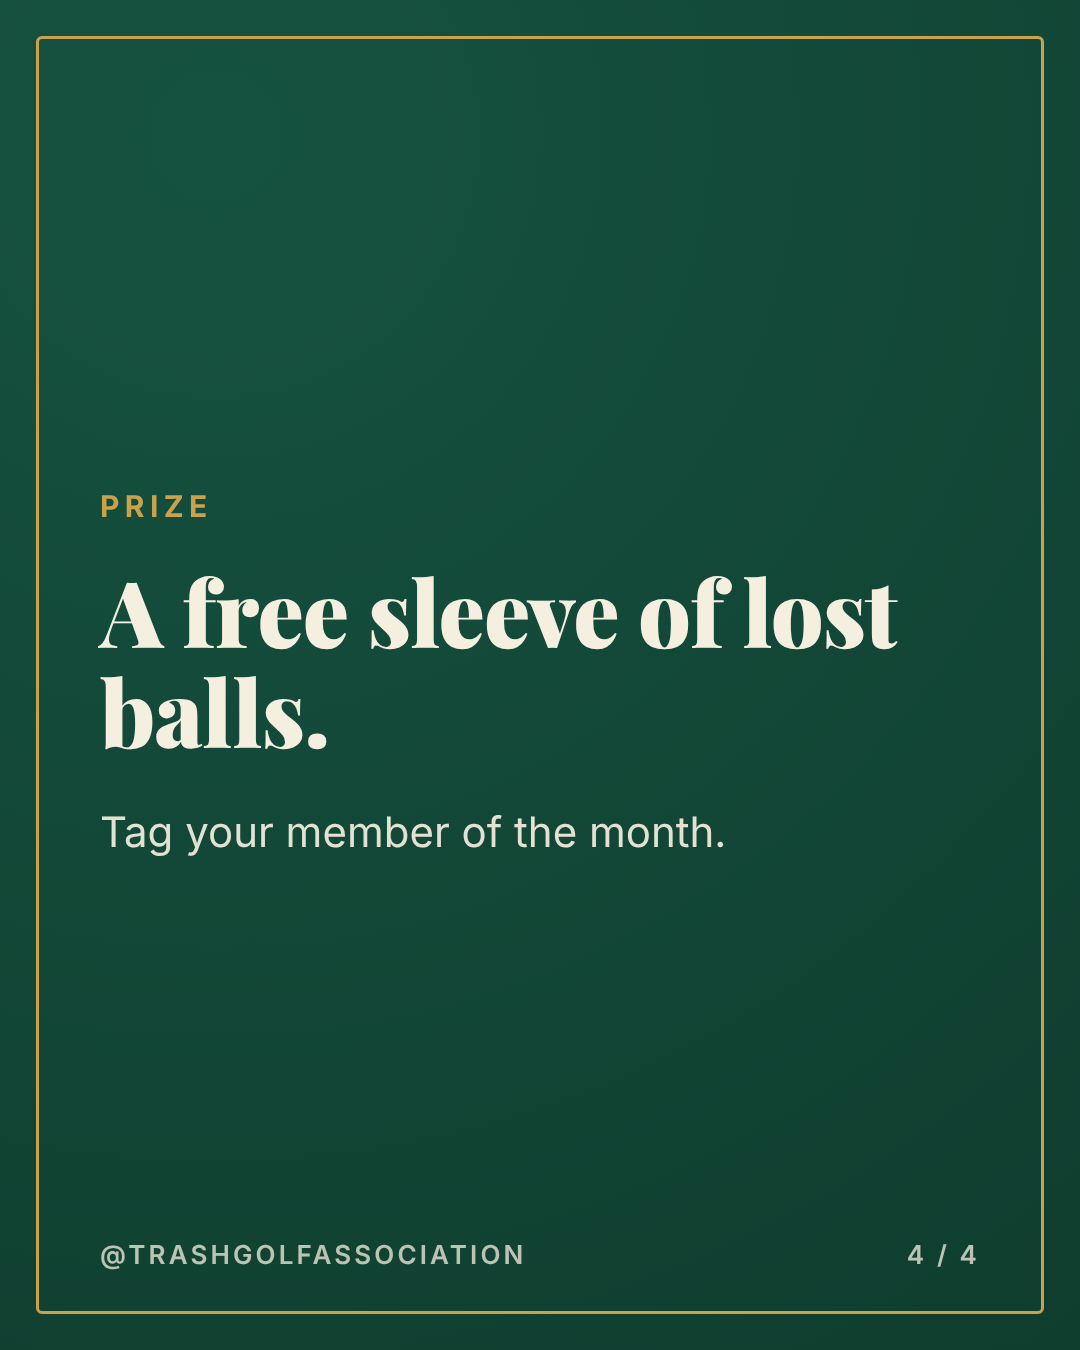 PRIZE
A free sleeve of lost
balls.
Tag your member of the month.
@TRASHGOLFASSOCIATION
4 / 4